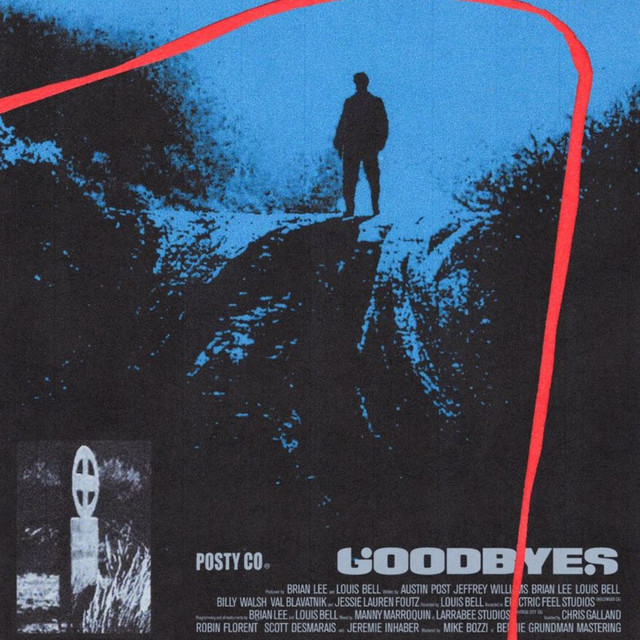 POSTY CO
GOODBYES
Produced by BRIAN LEE and LOUIS BELL Written by AUSTIN POST JEFFREY WILLIAMS BRIAN LEE LOUIS BELL
BILLY WALSH VAL BLAVATNIK and JESSIE LAUREN FOUTZ Recorded by LOUIS BELL Recorded at ELECTRIC FEEL STUDIOS
Programming and all instruments by BRIAN LEE and LOUIS BELL Mixed by MANNY MARROQUIN at LARRABEE STUDIOS Assisted by CHRIS GALLAND
ROBIN FLORENT SCOTT DESMARAIS and JEREMIE INHABER Mastered by MIKE BOZZI at BERNIE GRUNDMAN MASTERING